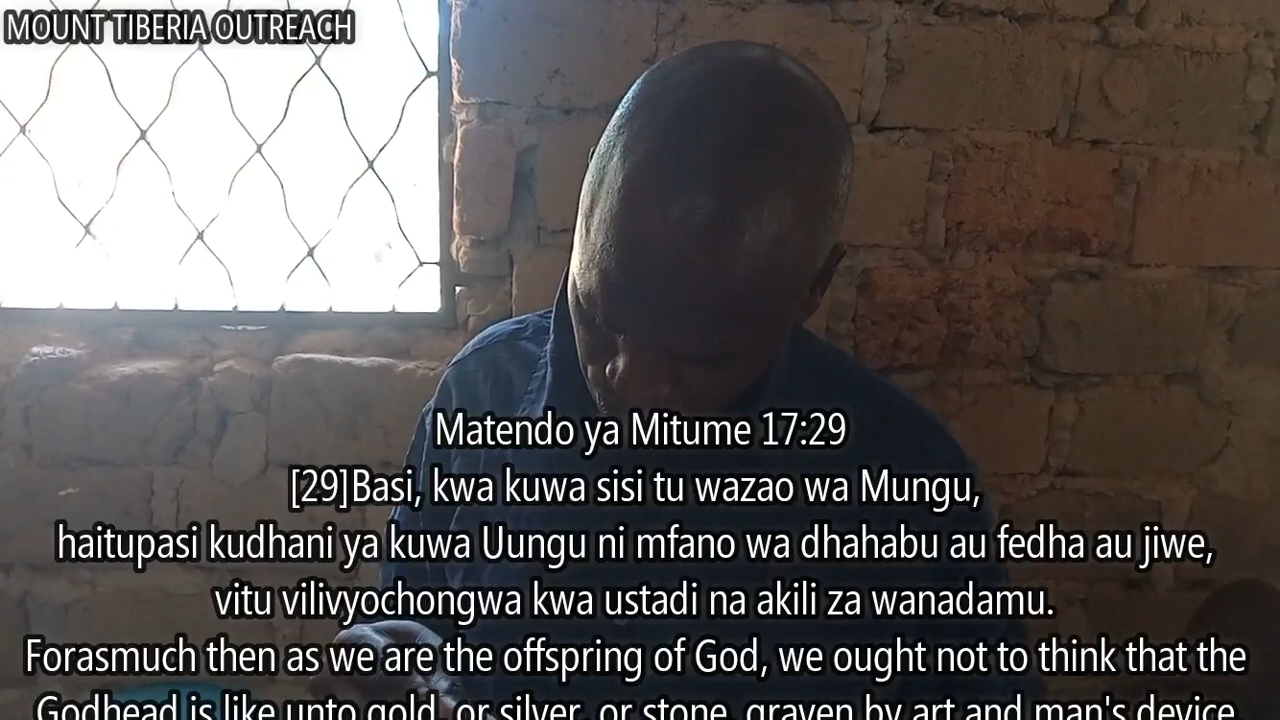 MOUNT TIBERIA OUTREACH
Matendo ya Mitume 17:29
[29]Basi, kwa kuwa sisi tu wazao wa Mungu,
haitupasi kudhani ya kuwa Uungu ni mfano wa dhahabu au fedha au jiwe,
vitu vilivyochongwa kwa ustadi na akili za wanadamu.
Forasmuch then as we are the offspring of God, we ought not to think that the
Godhead is like unto gold, or silver, or stone, graven by art and man's device.